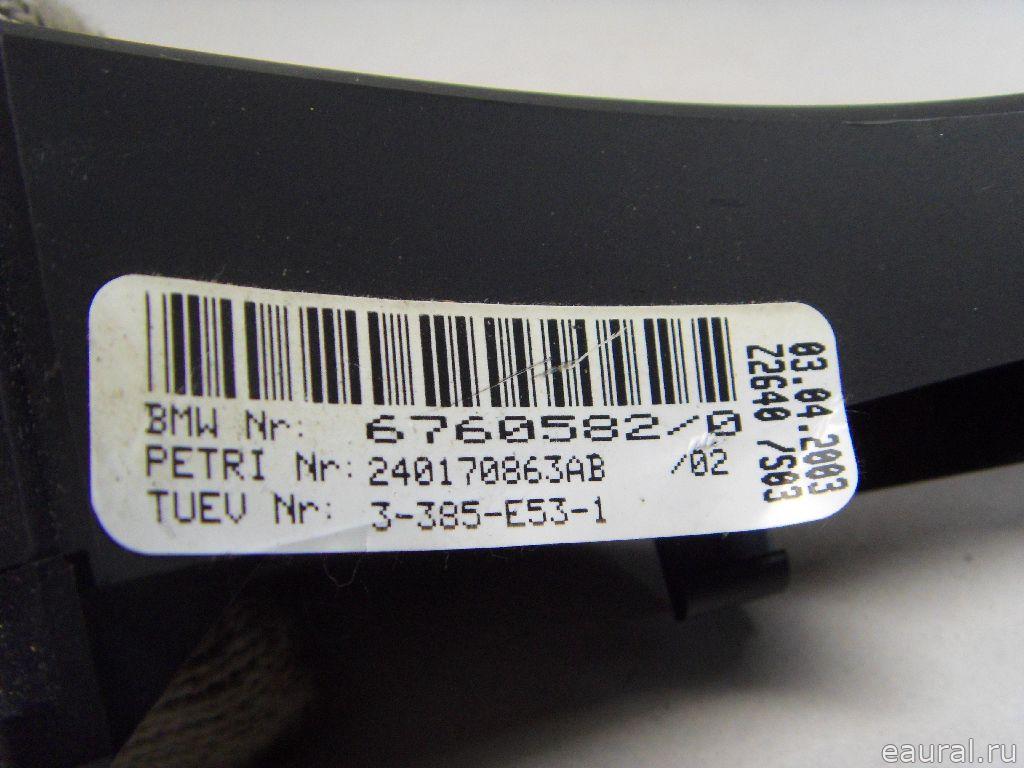 BMW Nr: 6760582/0
PETRI Nr: 240170863AB /02
TUEV Nr: 3-385-E53-1
03.04.2003
Z2640 /S03
eaural.ru